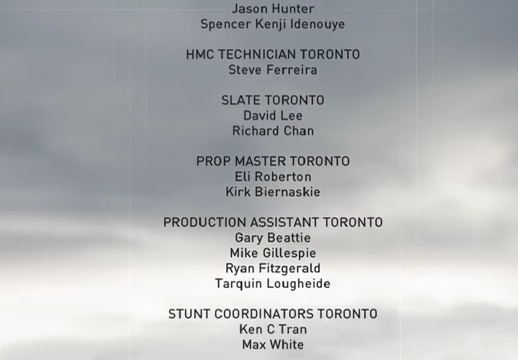 Jason Hunter
Spencer Kenji Idenouye
HMC TECHNICIAN TORONTO
Steve Ferreira
SLATE TORONTO
David Lee
Richard Chan
PROP MASTER TORONTO
Eli Roberton
Kirk Biernaskie
PRODUCTION ASSISTANT TORONTO
Gary Beattie
Mike Gillespie
Ryan Fitzgerald
Tarquin Lougheide
STUNT COORDINATORS TORONTO
Ken C Tran
Max White